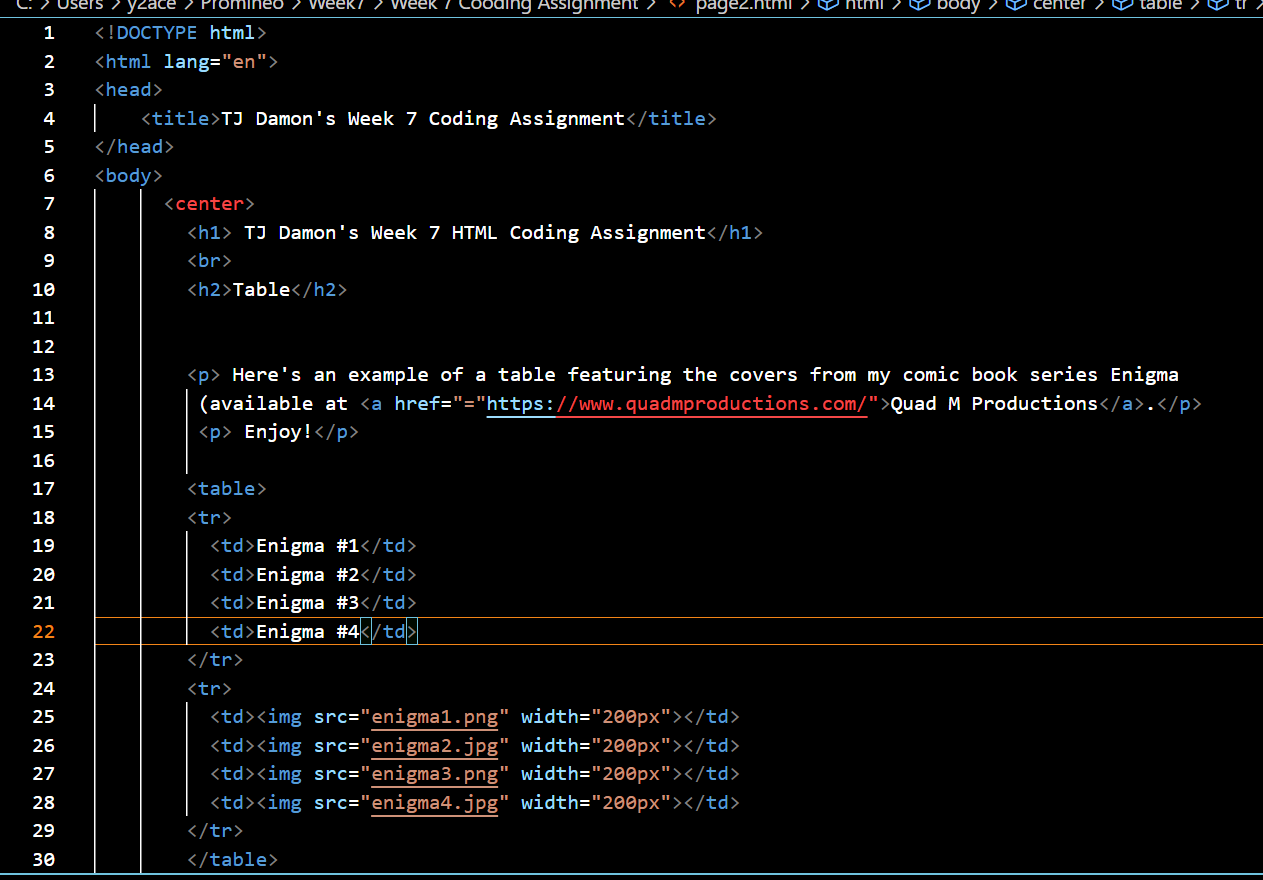 C: > Users > y2ace > Promineo > Week7 > Week 7 Cooding Assignment > <> page2.html > html > body > center > table > tr >
1 <!DOCTYPE html>
2 <html lang="en">
3 <head>
4 <title>TJ Damon's Week 7 Coding Assignment</title>
5 </head>
6 <body>
7 <center>
8 <h1> TJ Damon's Week 7 HTML Coding Assignment</h1>
9 <br>
10 <h2>Table</h2>
11
12
13 <p> Here's an example of a table featuring the covers from my comic book series Enigma
14 (available at <a href="="https://www.quadmproductions.com/">Quad M Productions</a>.</p>
15 <p> Enjoy!</p>
16
17 <table>
18 <tr>
19 <td>Enigma #1</td>
20 <td>Enigma #2</td>
21 <td>Enigma #3</td>
22 <td>Enigma #4</td>
23 </tr>
24 <tr>
25 <td><img src="enigma1.png" width="200px"></td>
26 <td><img src="enigma2.jpg" width="200px"></td>
27 <td><img src="enigma3.png" width="200px"></td>
28 <td><img src="enigma4.jpg" width="200px"></td>
29 </tr>
30 </table>